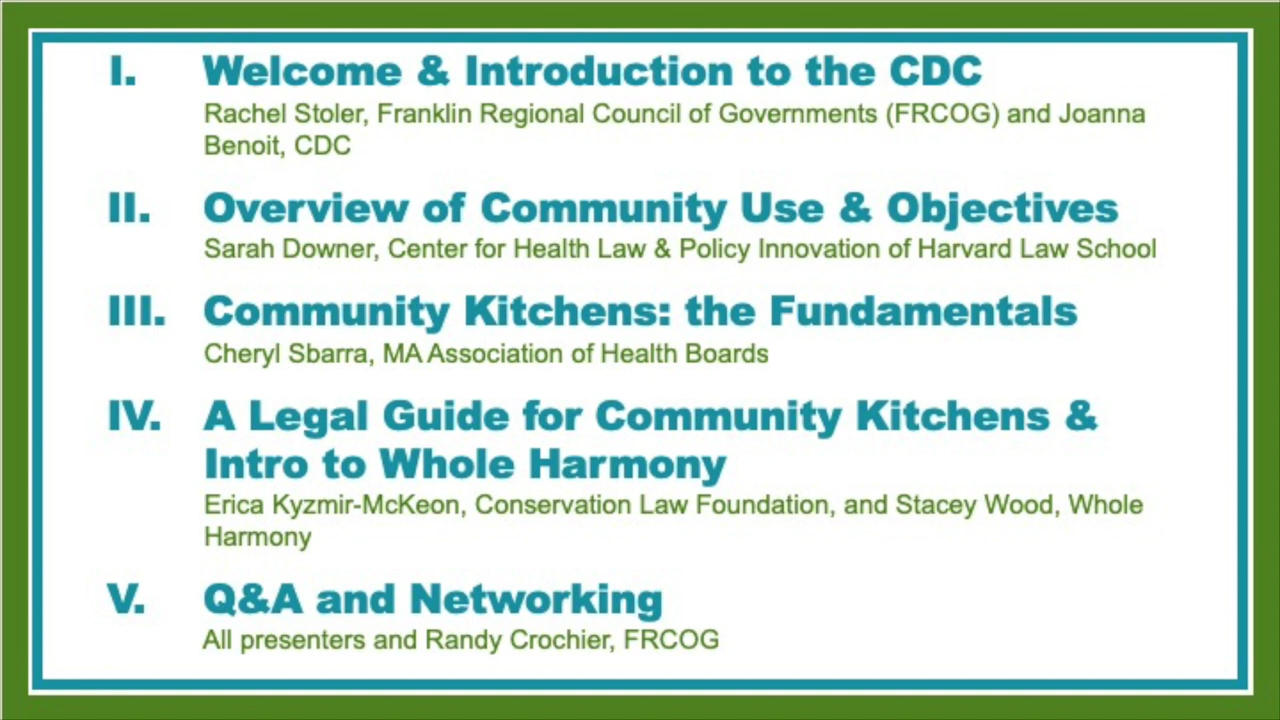 I. Welcome & Introduction to the CDC
Rachel Stoler, Franklin Regional Council of Governments (FRCOG) and Joanna
Benoit, CDC
II. Overview of Community Use & Objectives
Sarah Downer, Center for Health Law & Policy Innovation of Harvard Law School
III. Community Kitchens: the Fundamentals
Cheryl Sbarra, MA Association of Health Boards
IV. A Legal Guide for Community Kitchens &
Intro to Whole Harmony
Erica Kyzmir-McKeon, Conservation Law Foundation, and Stacey Wood, Whole
Harmony
V. Q&A and Networking
All presenters and Randy Crochier, FRCOG